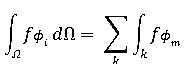 ∫_Ω fϕ_i dΩ = ∑_k ∫_k fϕ_m